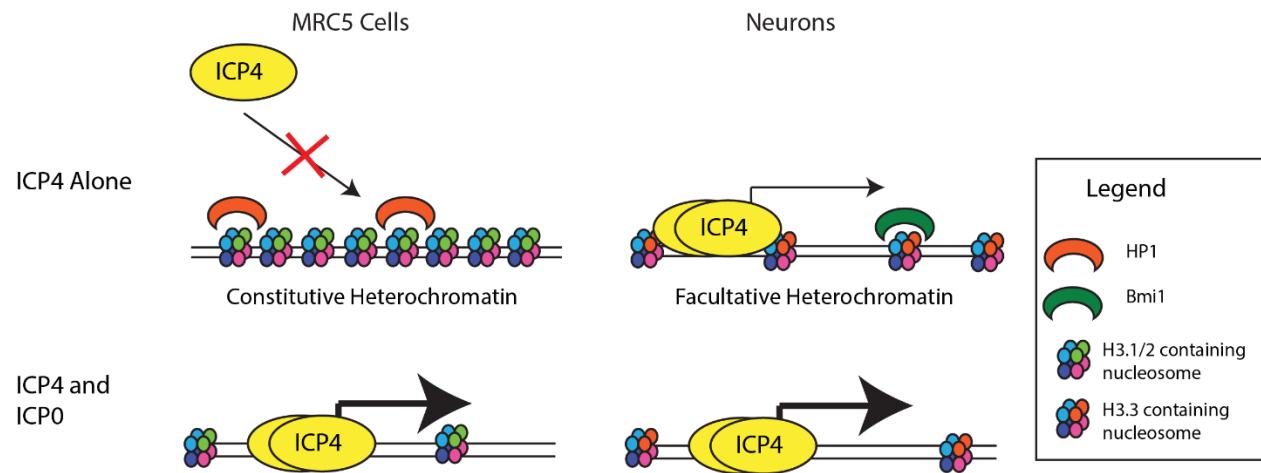 MRC5 Cells
Neurons
ICP4
ICP4 Alone
ICP4
Constitutive Heterochromatin
Facultative Heterochromatin
ICP4 and
ICP0
ICP4
ICP4
Legend
HP1
Bmi1
H3.1/2 containing
nucleosome
H3.3 containing
nucleosome